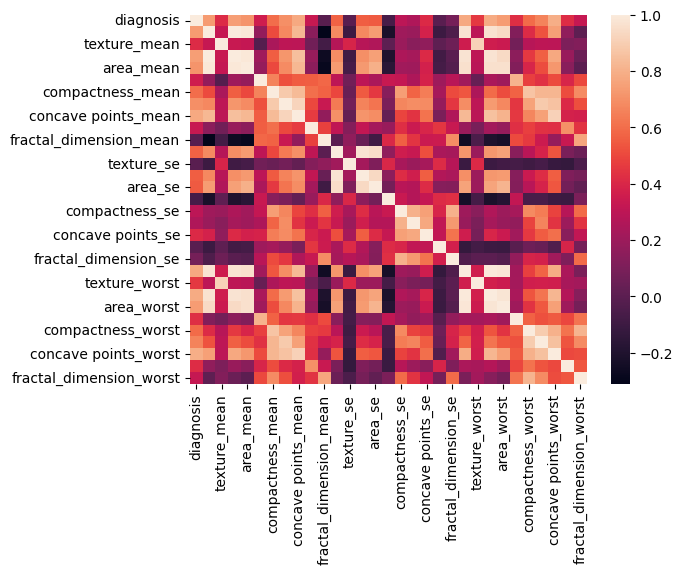 diagnosis
texture_mean
area_mean
compactness_mean
concave points_mean
fractal_dimension_mean
texture_se
area_se
compactness_se
concave points_se
fractal_dimension_se
texture_worst
area_worst
compactness_worst
concave points_worst
fractal_dimension_worst
diagnosis
texture_mean
area_mean
compactness_mean
concave points_mean
fractal_dimension_mean
texture_se
area_se
compactness_se
concave points_se
fractal_dimension_se
texture_worst
area_worst
compactness_worst
concave points_worst
fractal_dimension_worst
1.0
0.8
0.6
0.4
0.2
0.0
−0.2